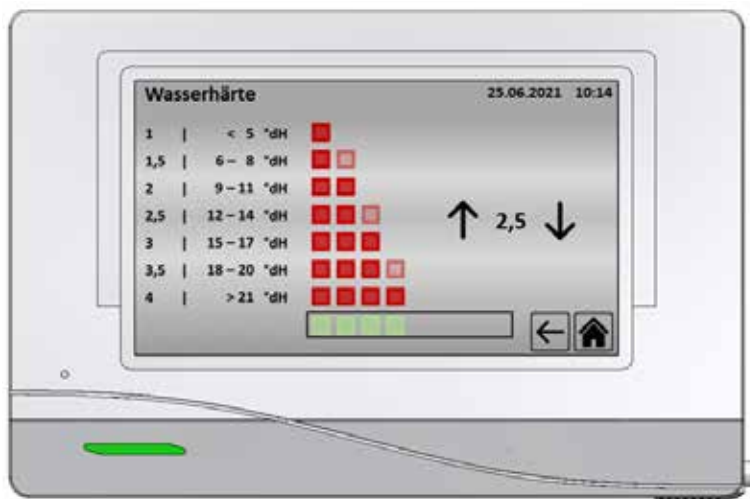 Wasserhärte 25.06.2021 10:14
1 | < 5 °dH
1,5 | 6 – 8 °dH
2 | 9 – 11 °dH
2,5 | 12 – 14 °dH
2,5
3 | 15 – 17 °dH
3,5 | 18 – 20 °dH
4 | > 21 °dH